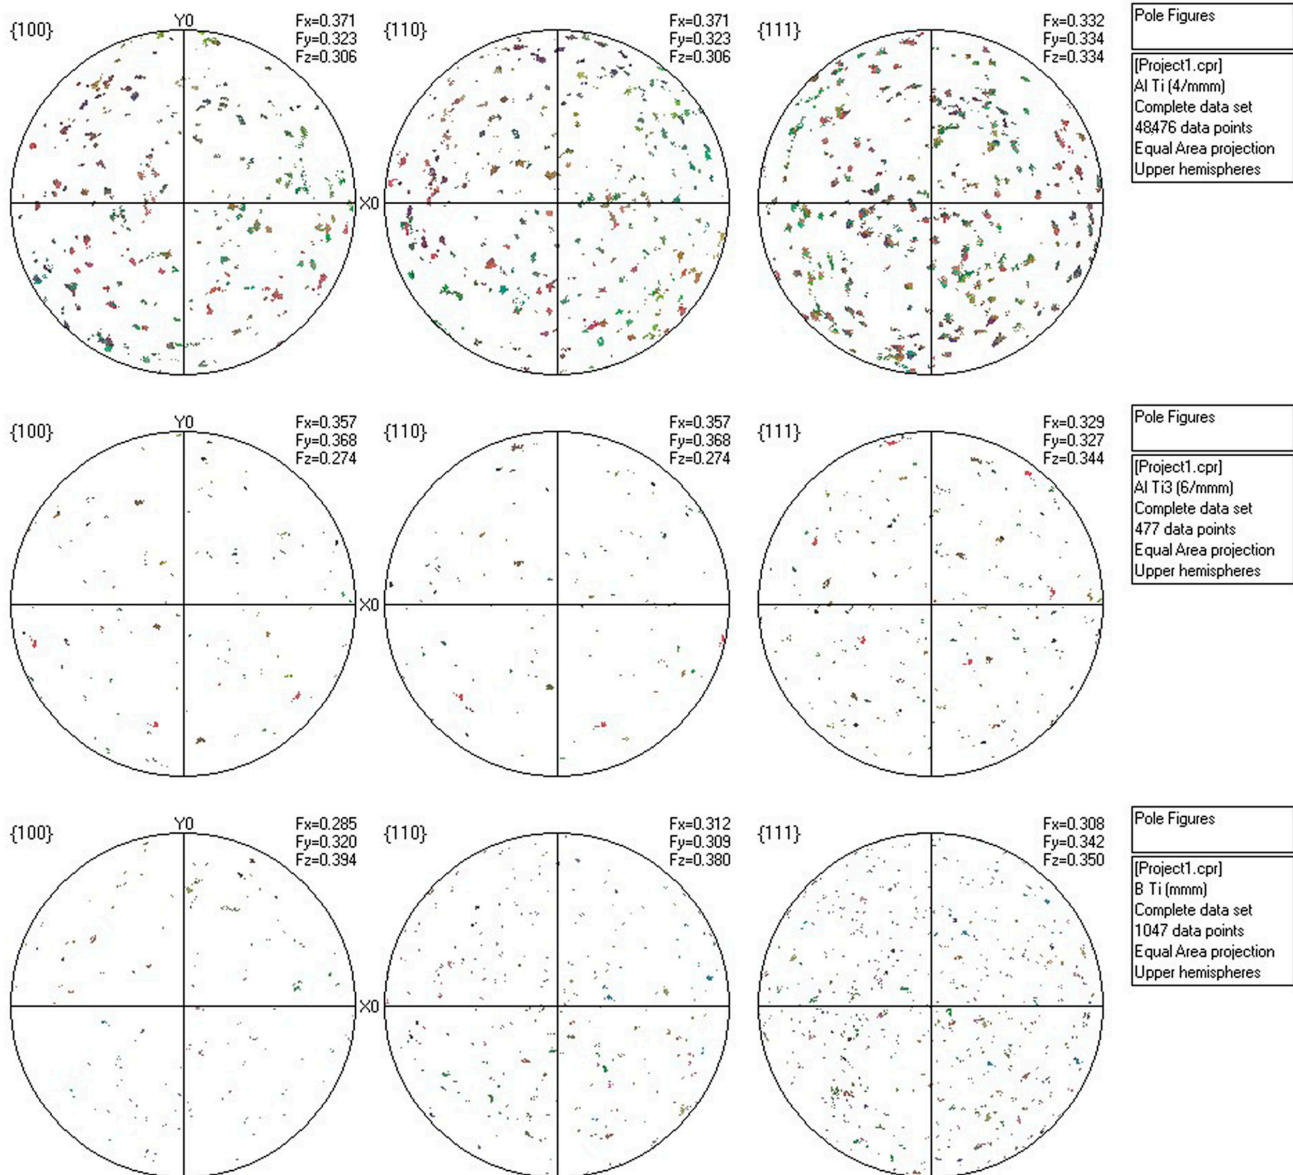 {100}
Y0
Fx=0.371
Fy=0.323
Fz=0.306
X0
{110}
Fx=0.371
Fy=0.323
Fz=0.306
{111}
Fx=0.332
Fy=0.334
Fz=0.334
Pole Figures
[Project1.cpr]
Al Ti (4/mmm)
Complete data set
48476 data points
Equal Area projection
Upper hemispheres
{100}
Y0
Fx=0.357
Fy=0.368
Fz=0.274
X0
{110}
Fx=0.357
Fy=0.368
Fz=0.274
{111}
Fx=0.329
Fy=0.327
Fz=0.344
Pole Figures
[Project1.cpr]
Al Ti3 (6/mmm)
Complete data set
477 data points
Equal Area projection
Upper hemispheres
{100}
Y0
Fx=0.285
Fy=0.320
Fz=0.394
X0
{110}
Fx=0.312
Fy=0.309
Fz=0.380
{111}
Fx=0.308
Fy=0.342
Fz=0.350
Pole Figures
[Project1.cpr]
B Ti (mmm)
Complete data set
1047 data points
Equal Area projection
Upper hemispheres